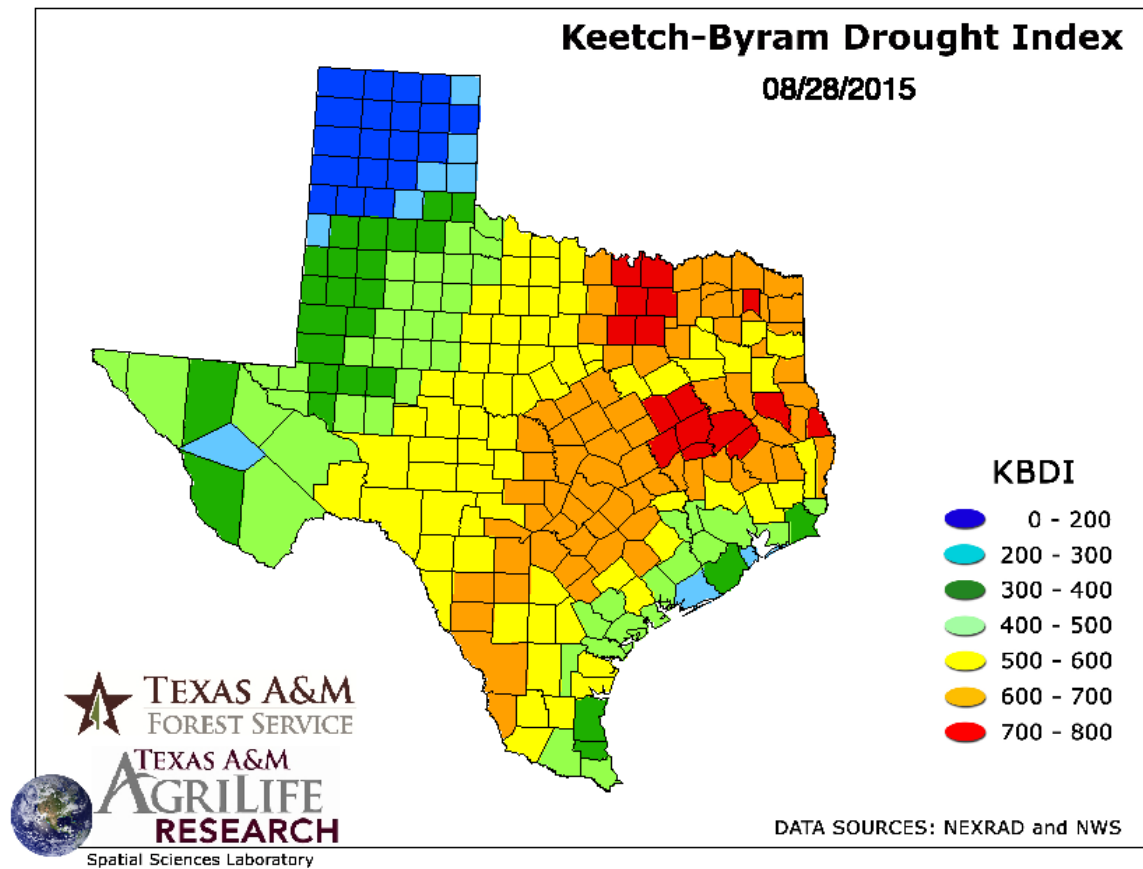 Keetch-Byram Drought Index
08/28/2015
KBDI
0 - 200
200 - 300
300 - 400
400 - 500
500 - 600
600 - 700
700 - 800
TEXAS A&M
FOREST SERVICE
TEXAS A&M
AGRILIFE
RESEARCH
Spatial Sciences Laboratory
DATA SOURCES: NEXRAD and NWS